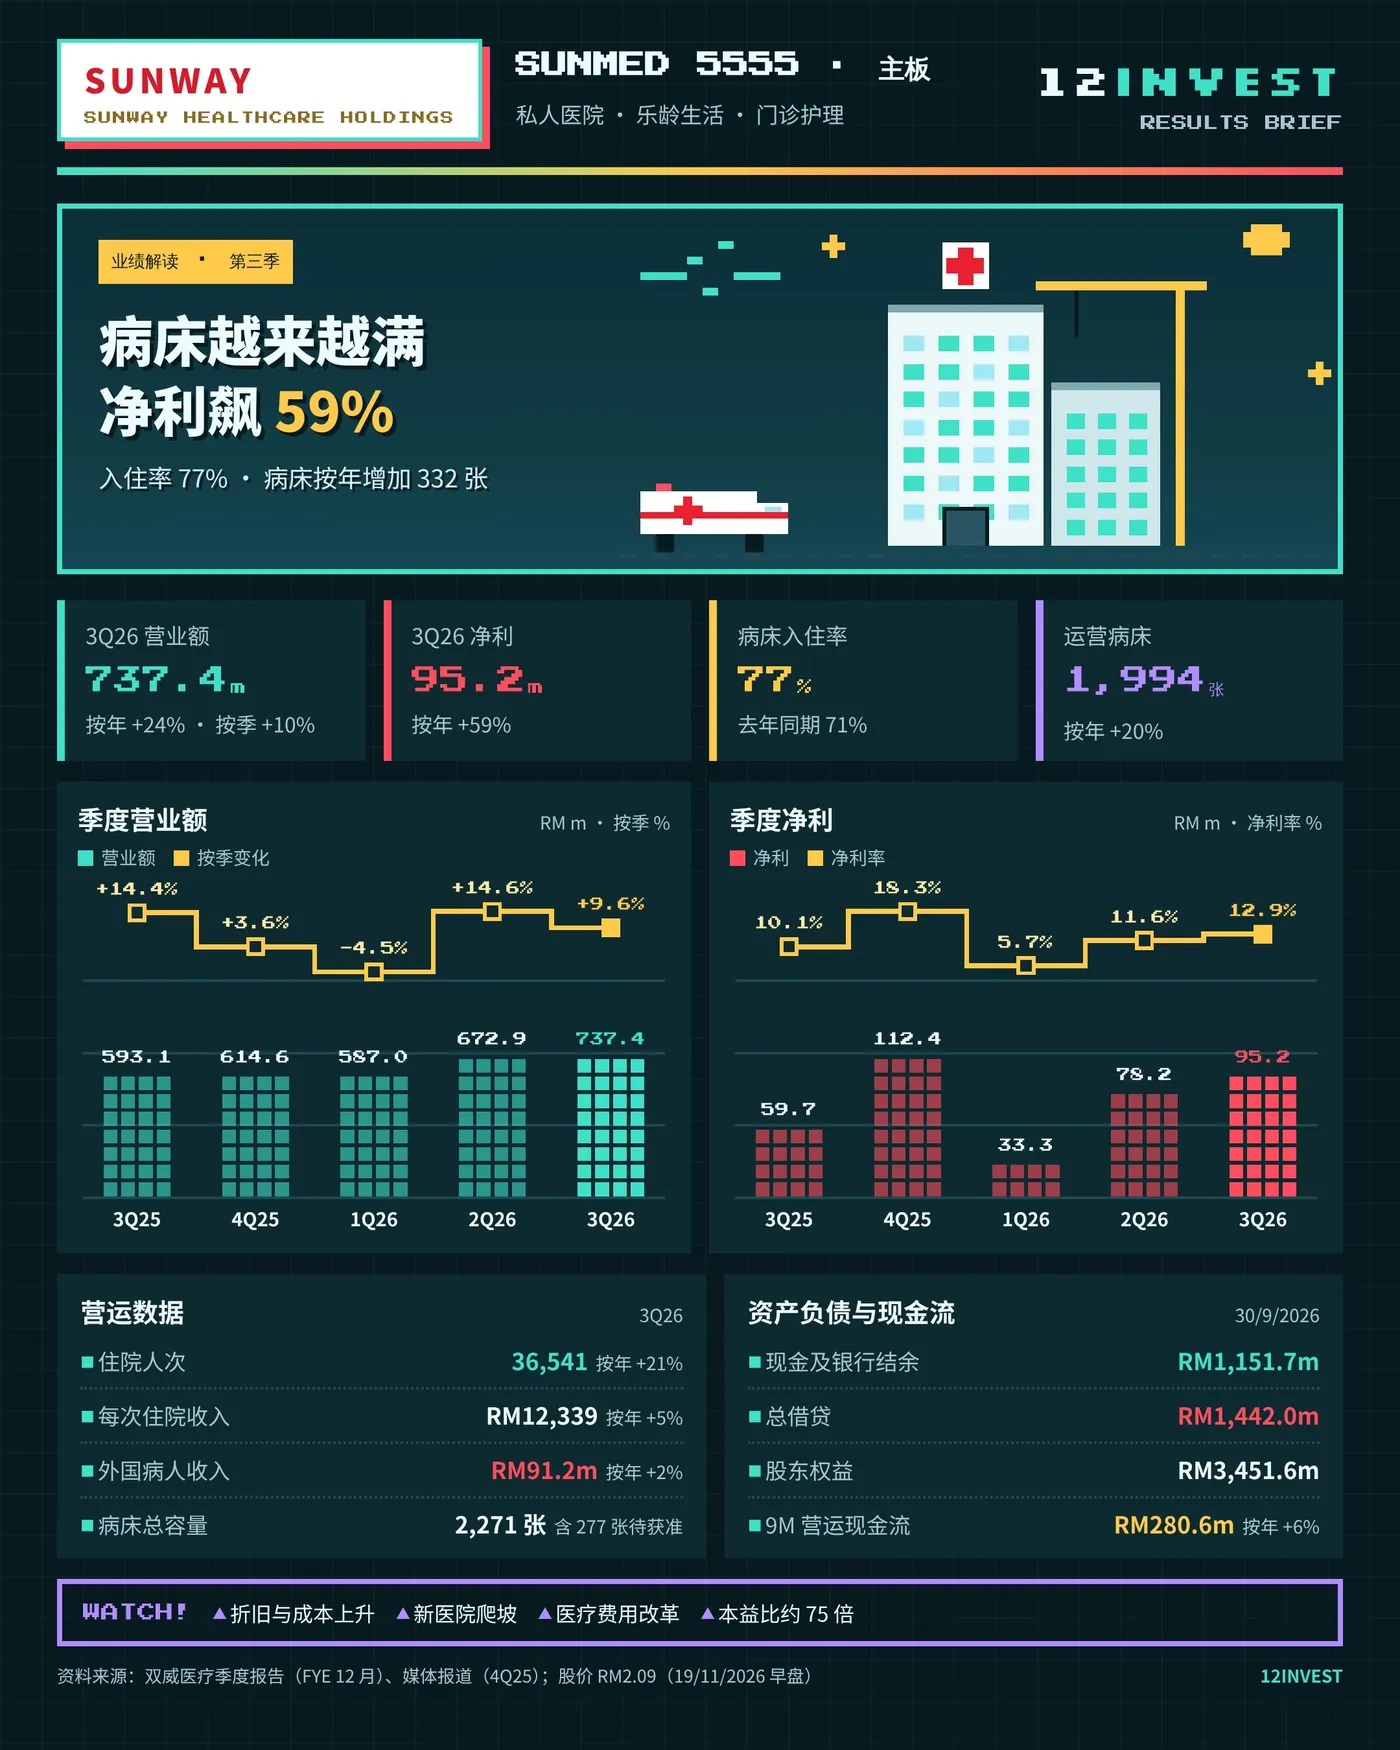 SUNWAY
SUNWAY HEALTHCARE HOLDINGS
SUNMED 5555 · 主板
私人医院 · 乐龄生活 · 门诊护理
12INVEST
RESULTS BRIEF
业绩解读 · 第三季
病床越来越满
净利飙 59%
入住率 77% · 病床按年增加 332 张
3Q26 营业额
737.4m
按年 +24% · 按季 +10%
3Q26 净利
95.2m
按年 +59%
病床入住率
77%
去年同期 71%
运营病床
1,994张
按年 +20%
季度营业额
RM m · 按季 %
营业额 按季变化
+14.4% +3.6% -4.5% +14.6% +9.6%
593.1 614.6 587.0 672.9 737.4
3Q25 4Q25 1Q26 2Q26 3Q26
季度净利
RM m · 净利率 %
净利 净利率
10.1% 18.3% 5.7% 11.6% 12.9%
59.7 112.4 33.3 78.2 95.2
3Q25 4Q25 1Q26 2Q26 3Q26
营运数据 3Q26
住院人次 36,541 按年 +21%
每次住院收入 RM12,339 按年 +5%
外国病人收入 RM91.2m 按年 +2%
病床总容量 2,271 张 含 277 张待获准
资产负债与现金流 30/9/2026
现金及银行结余 RM1,151.7m
总借贷 RM1,442.0m
股东权益 RM3,451.6m
9M 营运现金流 RM280.6m 按年 +6%
WATCH! ▲折旧与成本上升 ▲新医院爬坡 ▲医疗费用改革 ▲本益比约 75 倍
资料来源：双威医疗季度报告（FYE 12 月）、媒体报道（4Q25）；股价 RM2.09（19/11/2026 早盘）
12INVEST